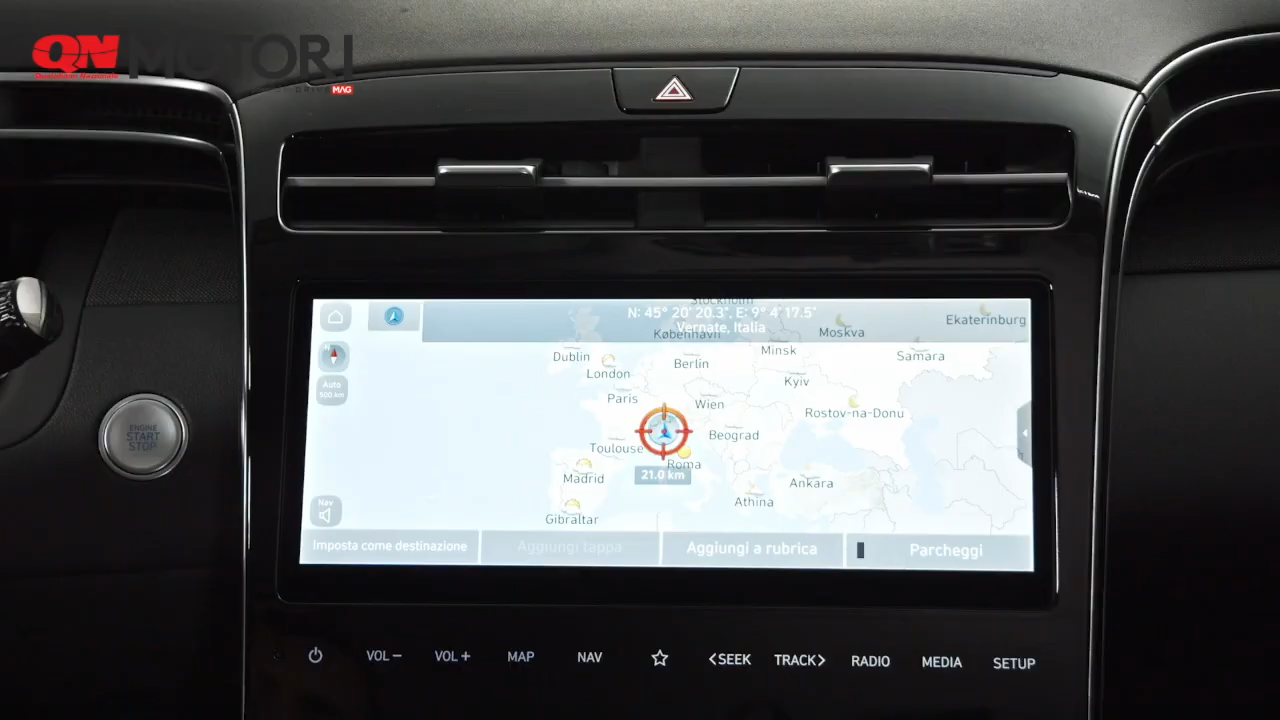 QN MOTORI
Quotidiano Nazionale
DRIVE MAG
Stockholm
N: 45° 20' 20.3", E: 9° 4' 17.5"
Vernate, Italia
København
Moskva
Ekaterinburg
N
Dublin
Minsk
Samara
London
Berlin
Auto
500 km
Kyiv
Paris
Wien
Rostov-na-Donu
Beograd
ENGINE
START
STOP
Toulouse
Roma
21.0 km
Madrid
Ankara
Athina
Nav
Gibraltar
Imposta come destinazione
Aggiungi tappa
Aggiungi a rubrica
Parcheggi
VOL −
VOL +
MAP
NAV
<SEEK
TRACK>
RADIO
MEDIA
SETUP